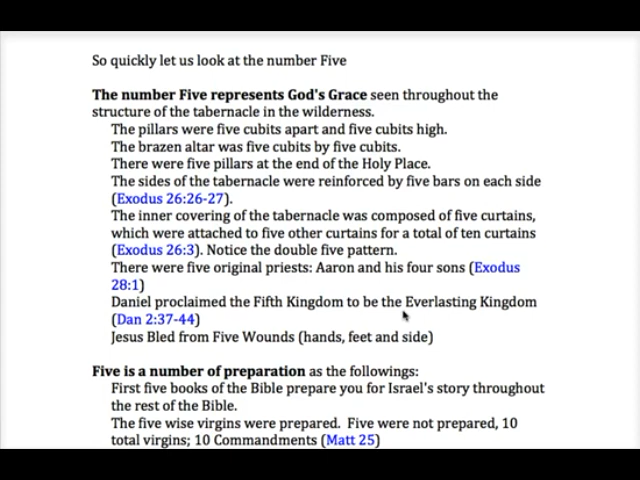 So quickly let us look at the number Five
The number Five represents God's Grace seen throughout the
structure of the tabernacle in the wilderness.
The pillars were five cubits apart and five cubits high.
The brazen altar was five cubits by five cubits.
There were five pillars at the end of the Holy Place.
The sides of the tabernacle were reinforced by five bars on each side
(Exodus 26:26-27).
The inner covering of the tabernacle was composed of five curtains,
which were attached to five other curtains for a total of ten curtains
(Exodus 26:3). Notice the double five pattern.
There were five original priests: Aaron and his four sons (Exodus
28:1)
Daniel proclaimed the Fifth Kingdom to be the Everlasting Kingdom
(Dan 2:37-44)
Jesus Bled from Five Wounds (hands, feet and side)
Five is a number of preparation as the followings:
First five books of the Bible prepare you for Israel's story throughout
the rest of the Bible.
The five wise virgins were prepared. Five were not prepared, 10
total virgins; 10 Commandments (Matt 25)